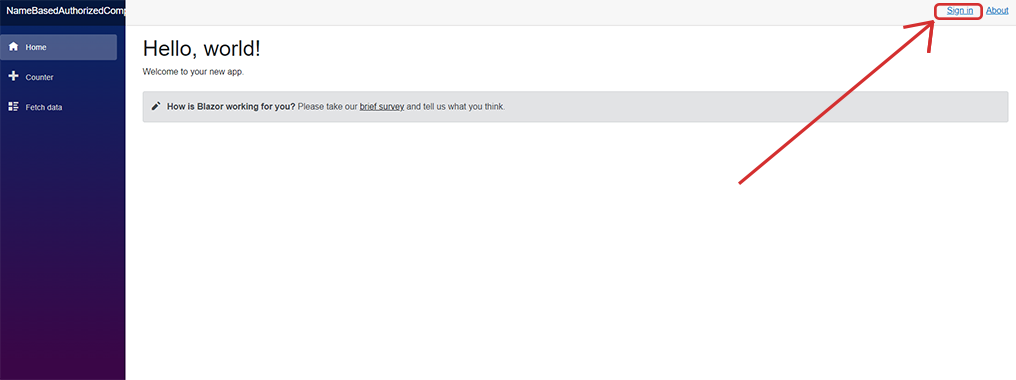 NameBasedAuthorizedComp
Sign in
About
Home
Counter
Fetch data
Hello, world!
Welcome to your new app.
How is Blazor working for you? Please take our brief survey and tell us what you think.